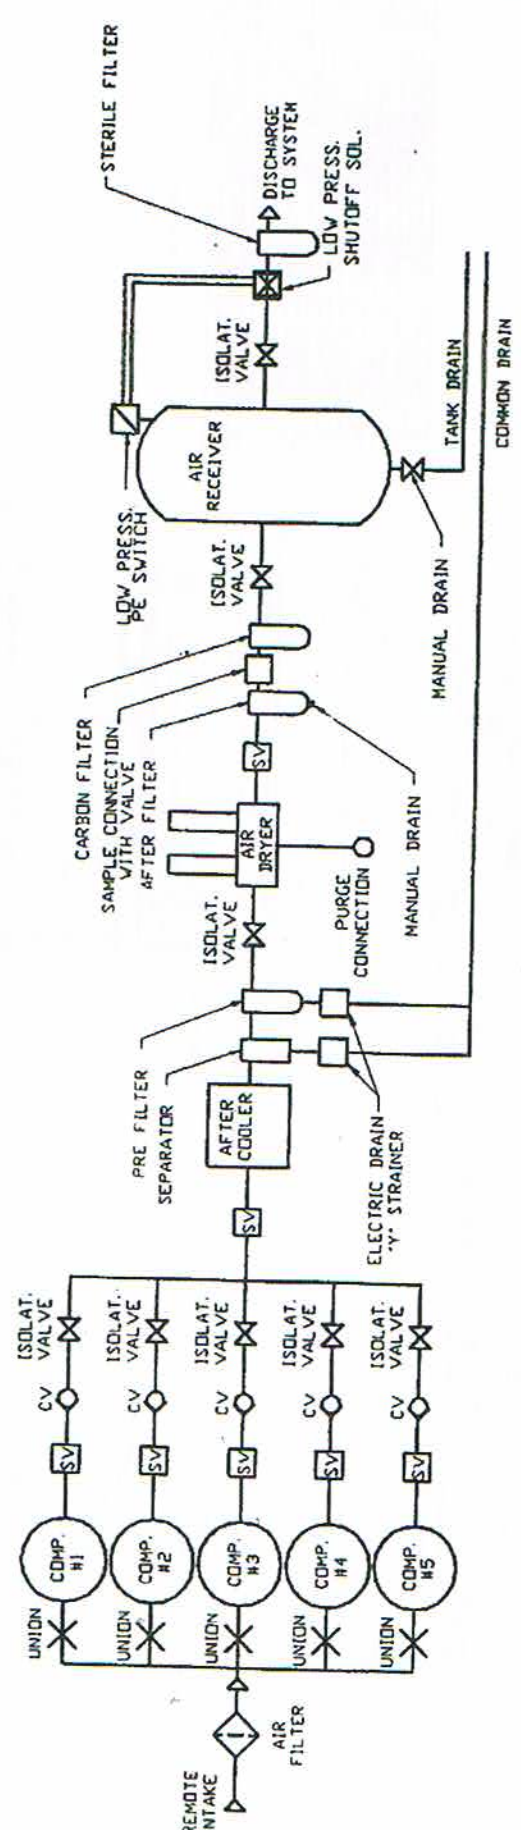 REMOTE
INTAKE
AIR
FILTER
UNION
UNION
UNION
UNION
UNION
COMP.
#1
COMP.
#2
COMP.
#3
COMP.
#4
COMP.
#5
SV
SV
SV
SV
SV
CV
CV
CV
CV
CV
ISOLAT.
VALVE
ISOLAT.
VALVE
ISOLAT.
VALVE
ISOLAT.
VALVE
ISOLAT.
VALVE
SV
AFTER
COOLER
PRE FILTER
SEPARATOR
ELECTRIC DRAIN
"Y" STRAINER
ISOLAT.
VALVE
AIR
DRYER
PURGE
CONNECTION
SV
CARBON FILTER
SAMPLE CONNECTION
WITH VALVE
AFTER FILTER
MANUAL DRAIN
ISOLAT.
VALVE
LOW PRESS.
PE SWITCH
AIR
RECEIVER
MANUAL DRAIN
TANK DRAIN
COMMON DRAIN
ISOLAT.
VALVE
LOW PRESS.
SHUTOFF SOL.
STERILE FILTER
DISCHARGE
TO SYSTEM